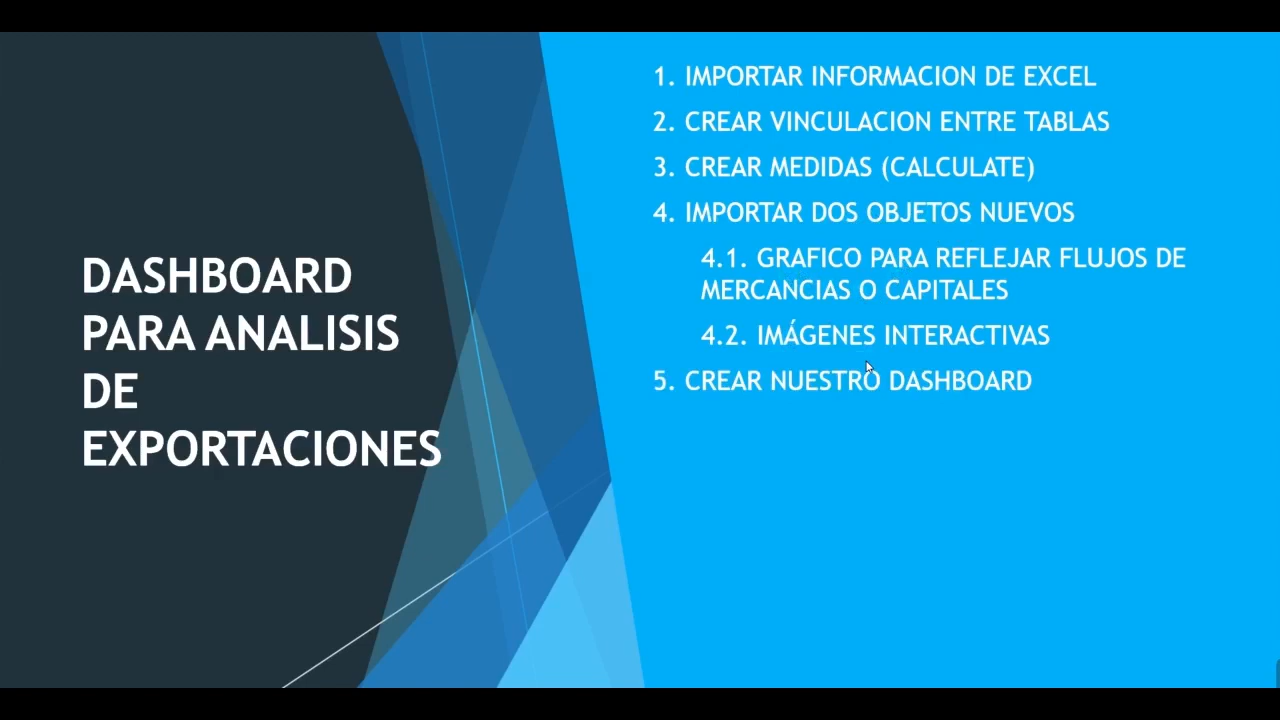 DASHBOARD
PARA ANALISIS
DE
EXPORTACIONES
1. IMPORTAR INFORMACION DE EXCEL
2. CREAR VINCULACION ENTRE TABLAS
3. CREAR MEDIDAS (CALCULATE)
4. IMPORTAR DOS OBJETOS NUEVOS
4.1. GRAFICO PARA REFLEJAR FLUJOS DE
MERCANCIAS O CAPITALES
4.2. IMÁGENES INTERACTIVAS
5. CREAR NUESTRO DASHBOARD